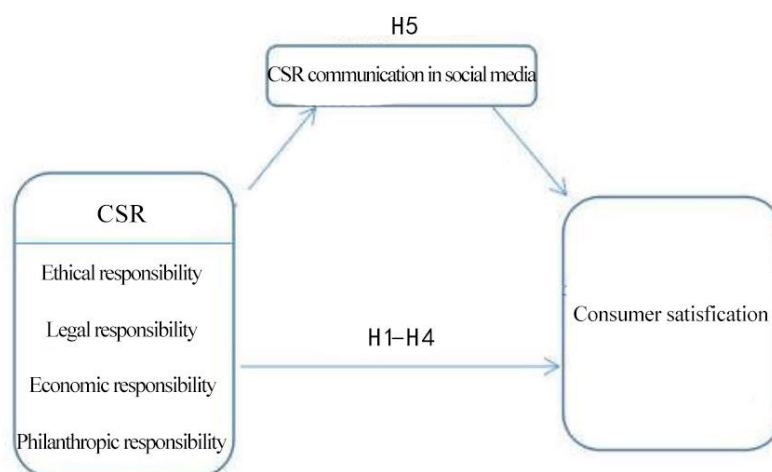 H5
CSR communication in social media
CSR
Ethical responsibility
Legal responsibility
Economic responsibility
Philanthropic responsibility
H1-H4
Consumer satisfication